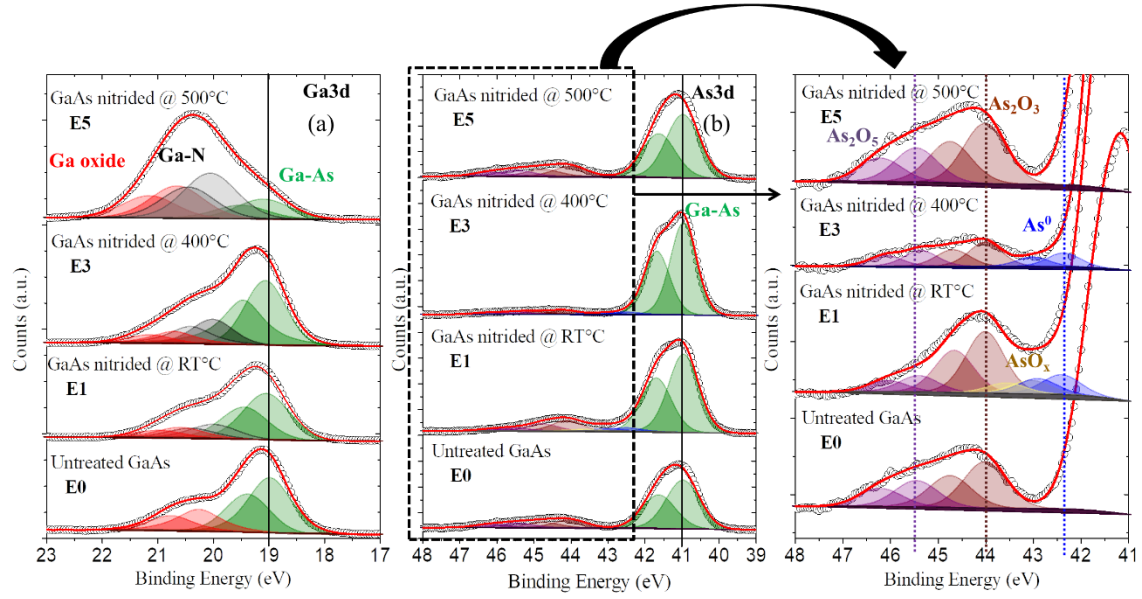 GaAs nitrided @ 500°C
E5
Ga3d
(a)
Ga oxide
Ga-N
Ga-As
GaAs nitrided @ 400°C
E3
GaAs nitrided @ RT°C
E1
Untreated GaAs
E0
Counts (a.u.)
23 22 21 20 19 18 17
Binding Energy (eV)
GaAs nitrided @ 500°C
E5
As3d
(b)
GaAs nitrided @ 400°C
E3
Ga-As
GaAs nitrided @ RT°C
E1
Untreated GaAs
E0
Counts (a.u.)
48 47 46 45 44 43 42 41 40 39
Binding Energy (eV)
GaAs nitrided @ 500°C
E5
As₂O₃
As₂O₅
GaAs nitrided @ 400°C
E3
As⁰
GaAs nitrided @ RT°C
E1
AsOₓ
Untreated GaAs
E0
Counts (a.u.)
48 47 46 45 44 43 42 41
Binding Energy (eV)